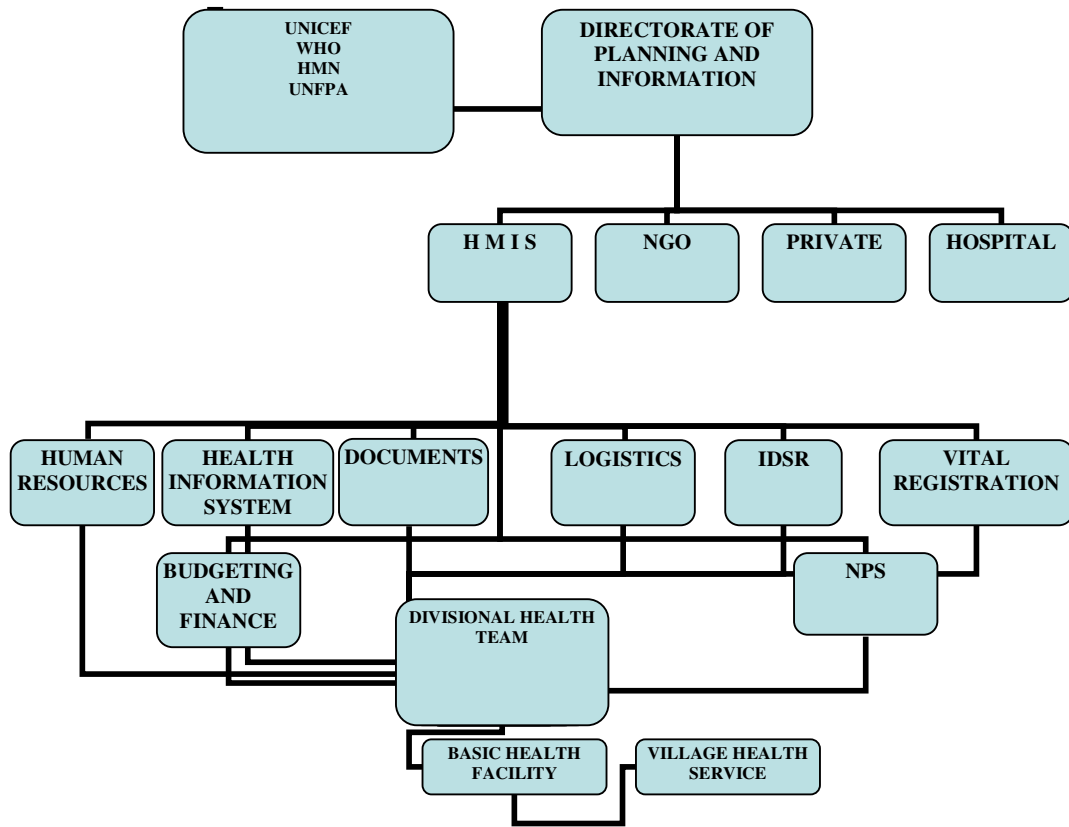 UNICEF
WHO
HMN
UNFPA
DIRECTORATE OF
PLANNING AND
INFORMATION
H M I S
NGO
PRIVATE
HOSPITAL
HUMAN
RESOURCES
HEALTH
INFORMATION
SYSTEM
DOCUMENTS
LOGISTICS
IDSR
VITAL
REGISTRATION
BUDGETING
AND
FINANCE
NPS
DIVISIONAL HEALTH
TEAM
BASIC HEALTH
FACILITY
VILLAGE HEALTH
SERVICE